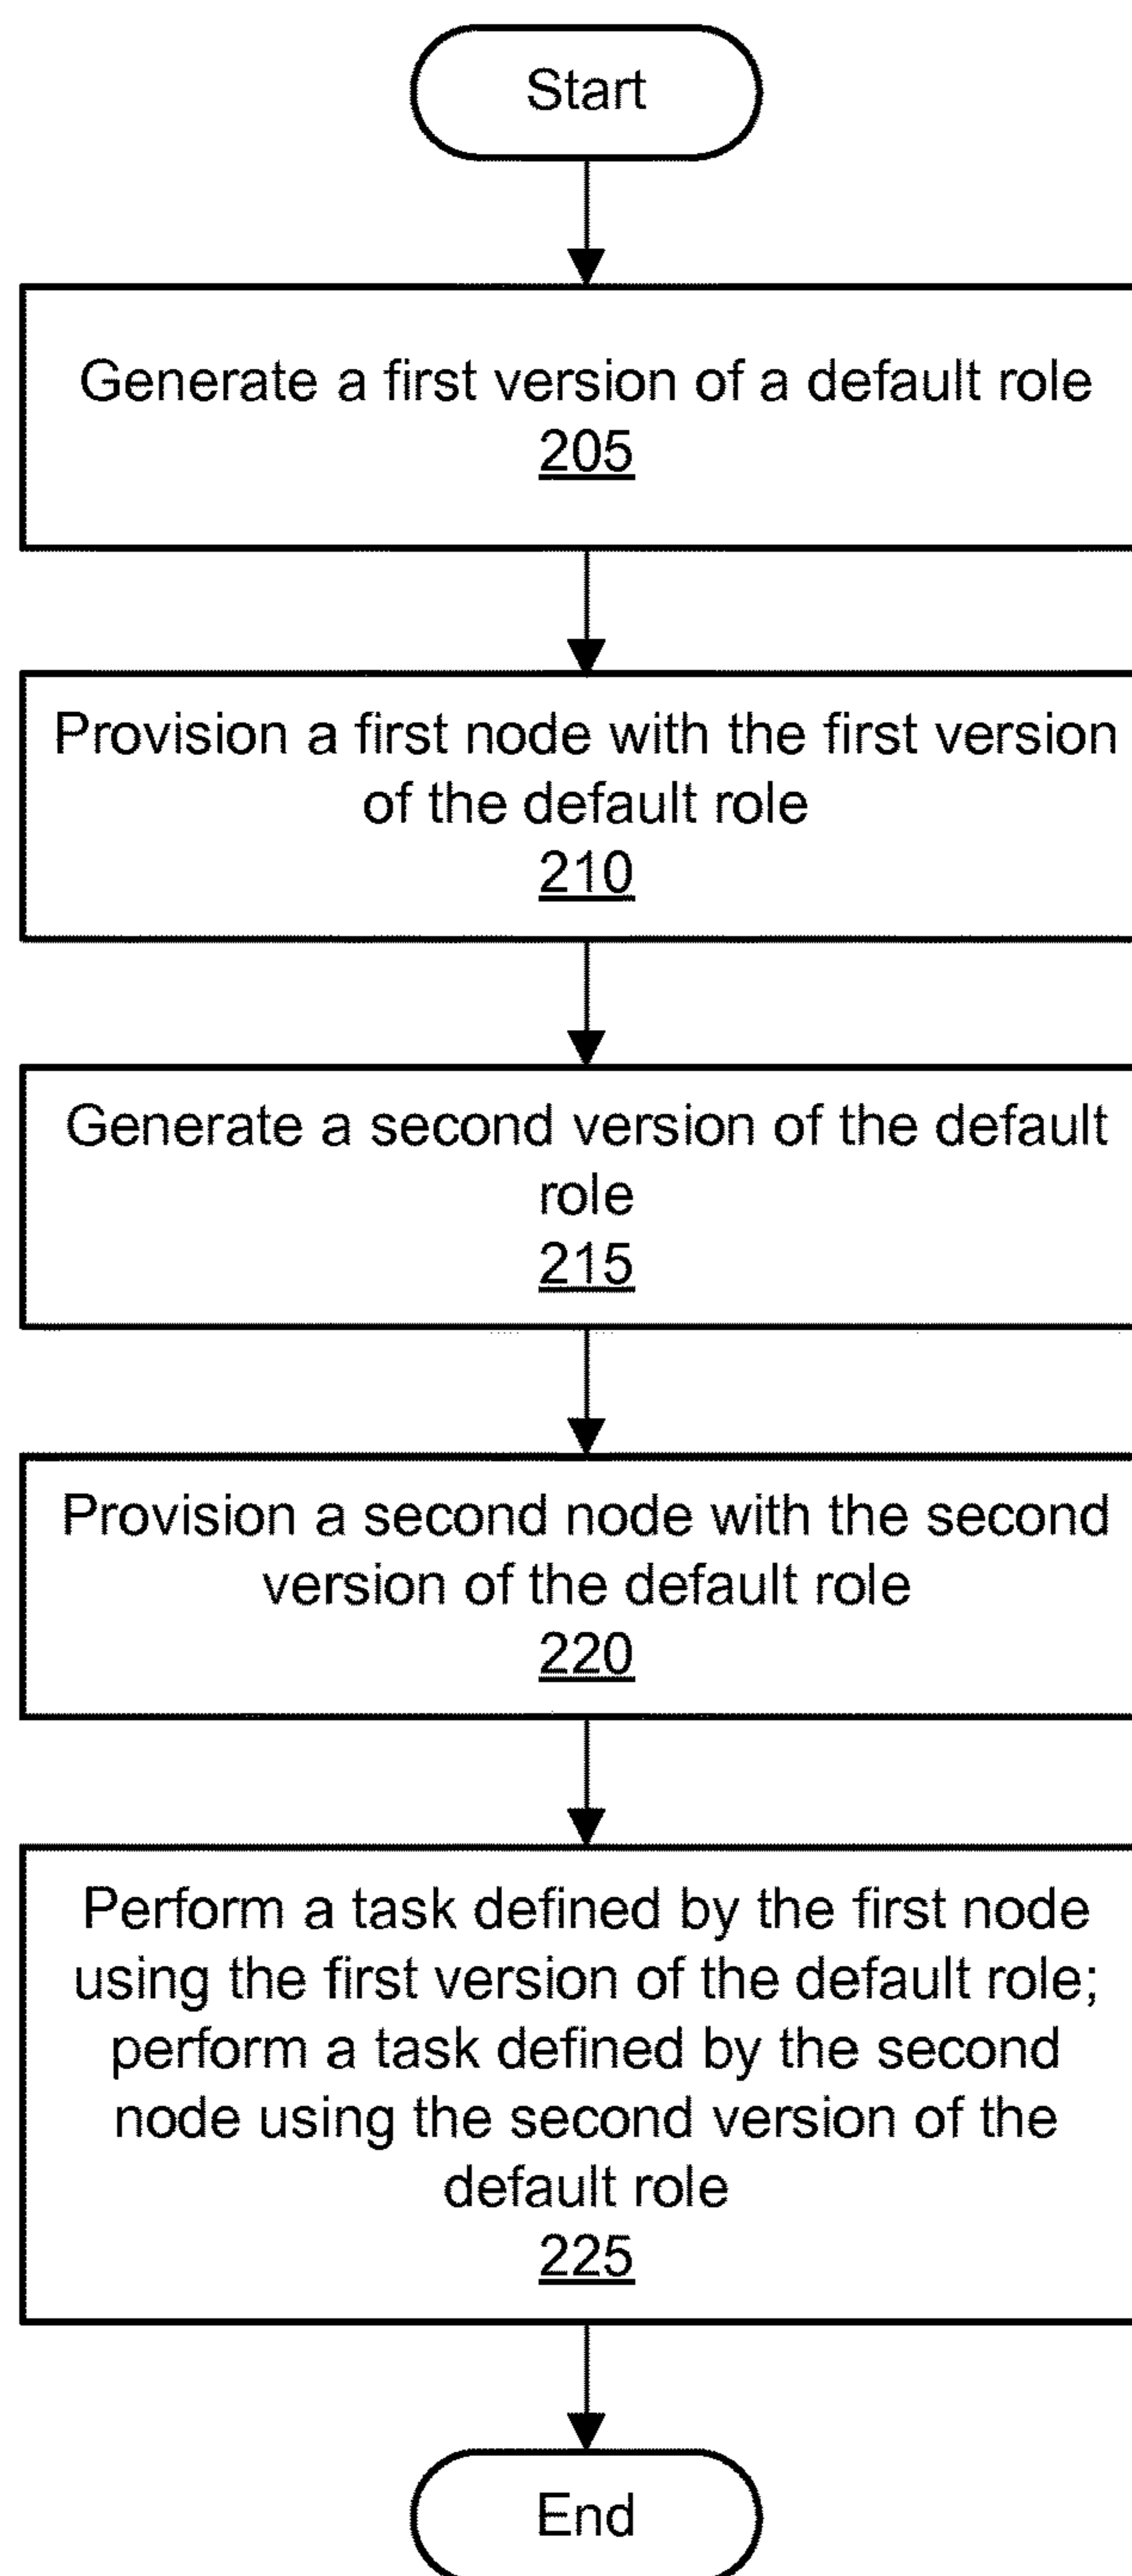 Start
Generate a first version of a default role
205
Provision a first node with the first version
of the default role
210
Generate a second version of the default
role
215
Provision a second node with the second
version of the default role
220
Perform a task defined by the first node
using the first version of the default role;
perform a task defined by the second
node using the second version of the
default role
225
End